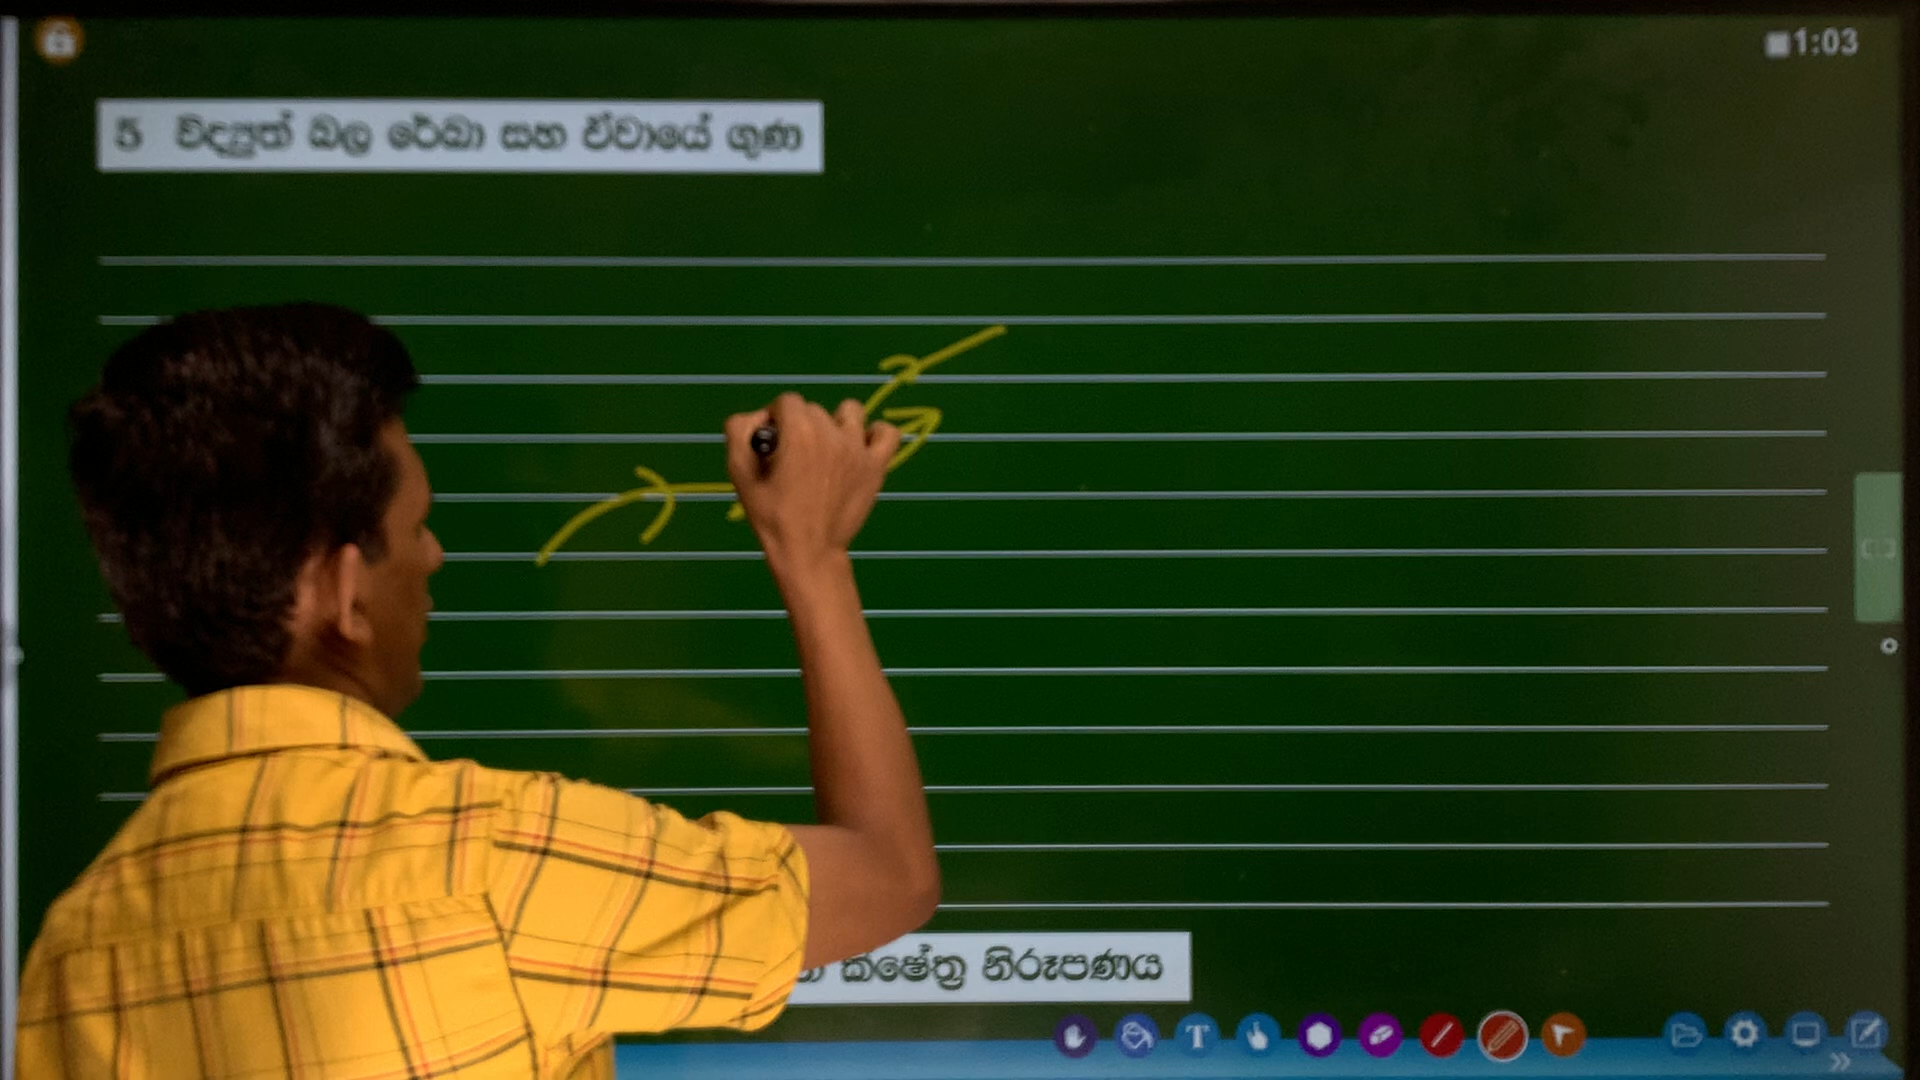 1:03
5 විද්‍යුත් බල රේඛා සහ ඒවායේ ගුණ
ක්ෂේත්‍ර නිරූපණය
T